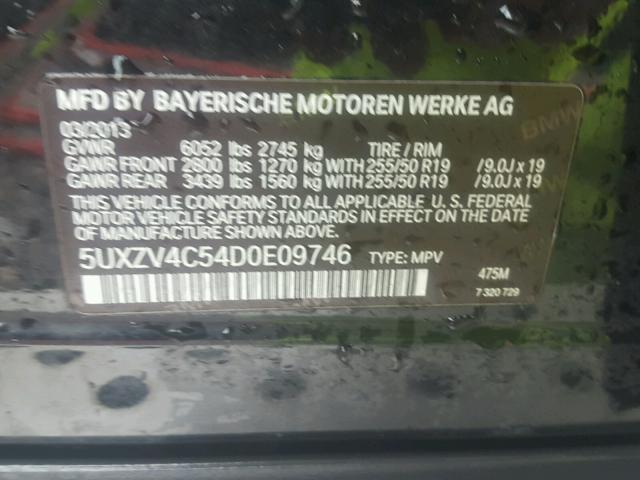 MFD BY BAYERISCHE MOTOREN WERKE AG
03/2013
GVWR 6052 lbs 2745 kg TIRE / RIM
GAWR FRONT 2800 lbs 1270 kg WITH 255/50 R19 / 9.0J x 19
GAWR REAR 3439 lbs 1560 kg WITH 255/50 R19 / 9.0J x 19
THIS VEHICLE CONFORMS TO ALL APPLICABLE U. S. FEDERAL
MOTOR VEHICLE SAFETY STANDARDS IN EFFECT ON THE
DATE OF MANUFACTURE SHOWN ABOVE.
5UXZV4C54D0E09746 TYPE: MPV
475M
7 320 729
BMW